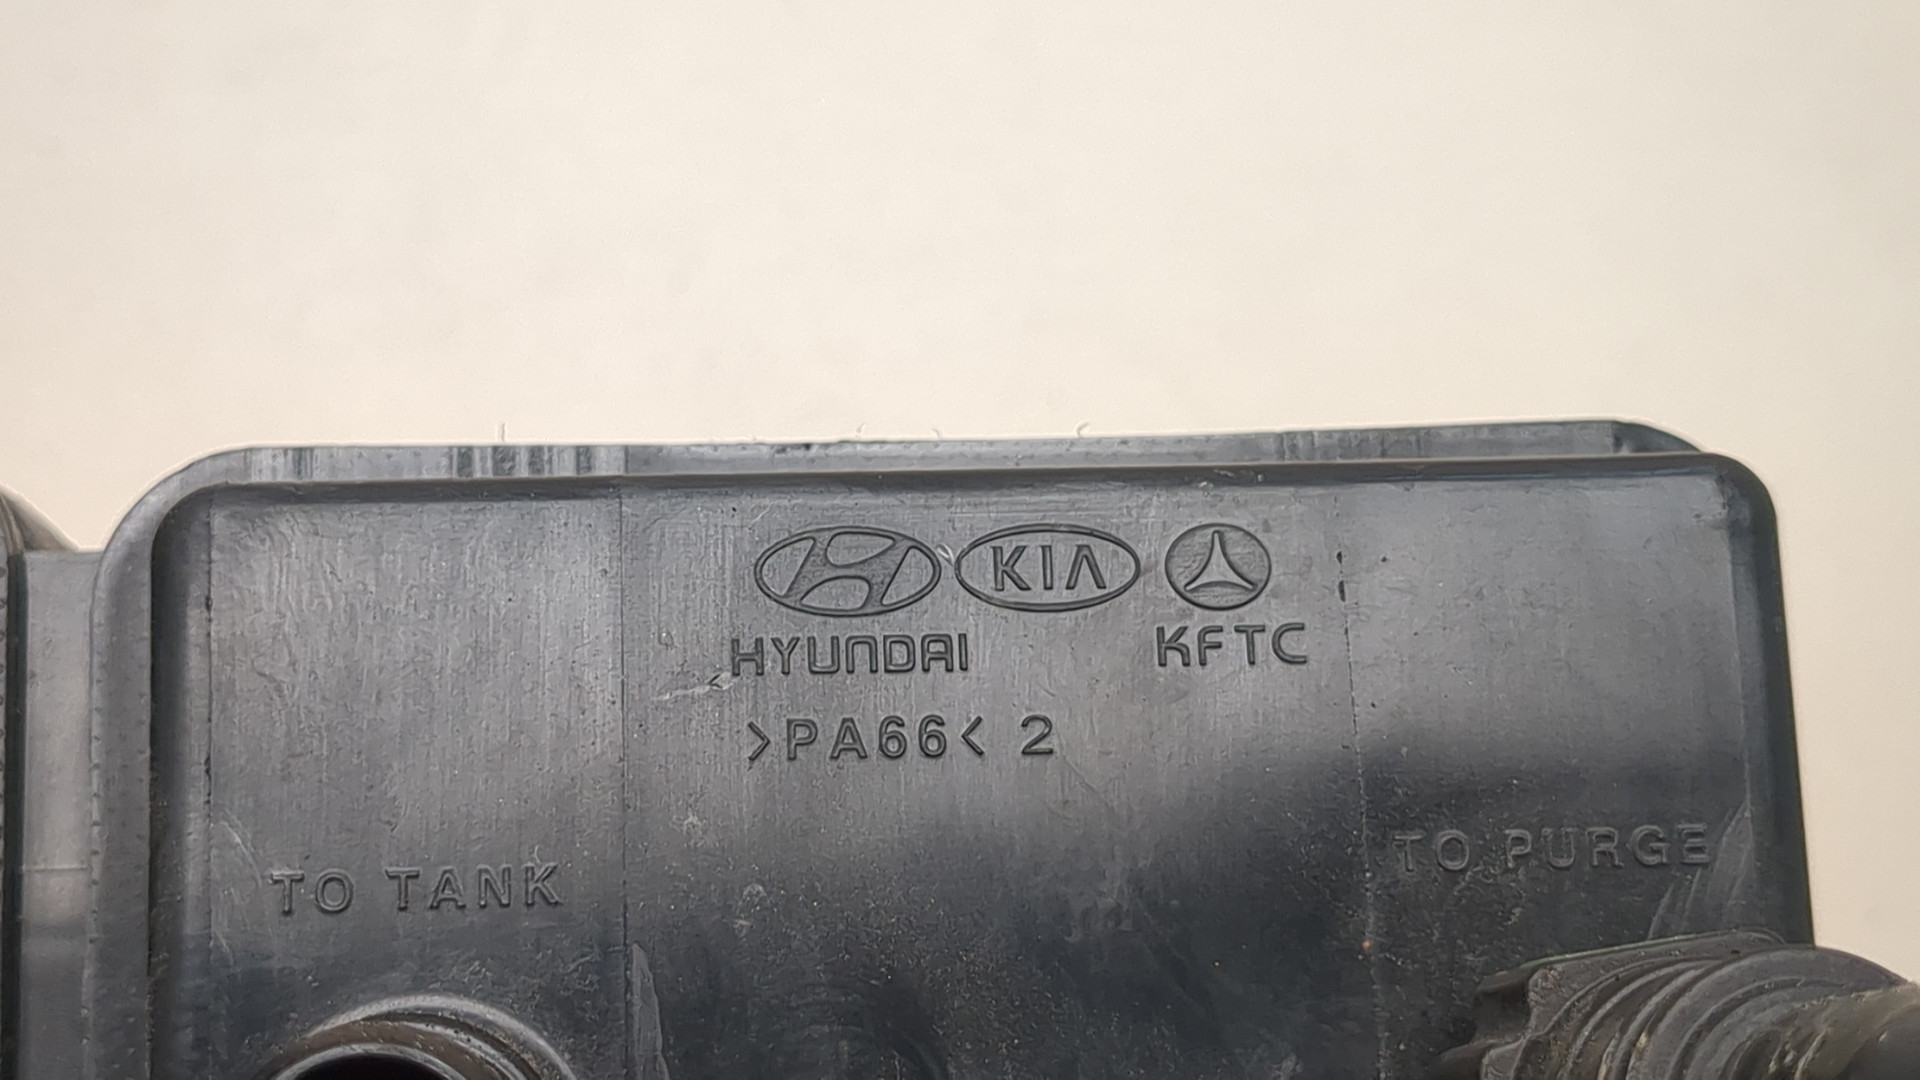 KIA
HYUNDAI KFTC
>PA66< 2
TO TANK
TO PURGE